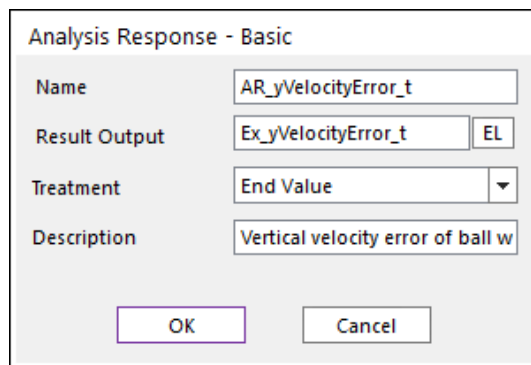 Analysis Response - Basic
Name AR_yVelocityError_t
Result Output Ex_yVelocityError_t EL
Treatment End Value
Description Vertical velocity error of ball w
OK Cancel